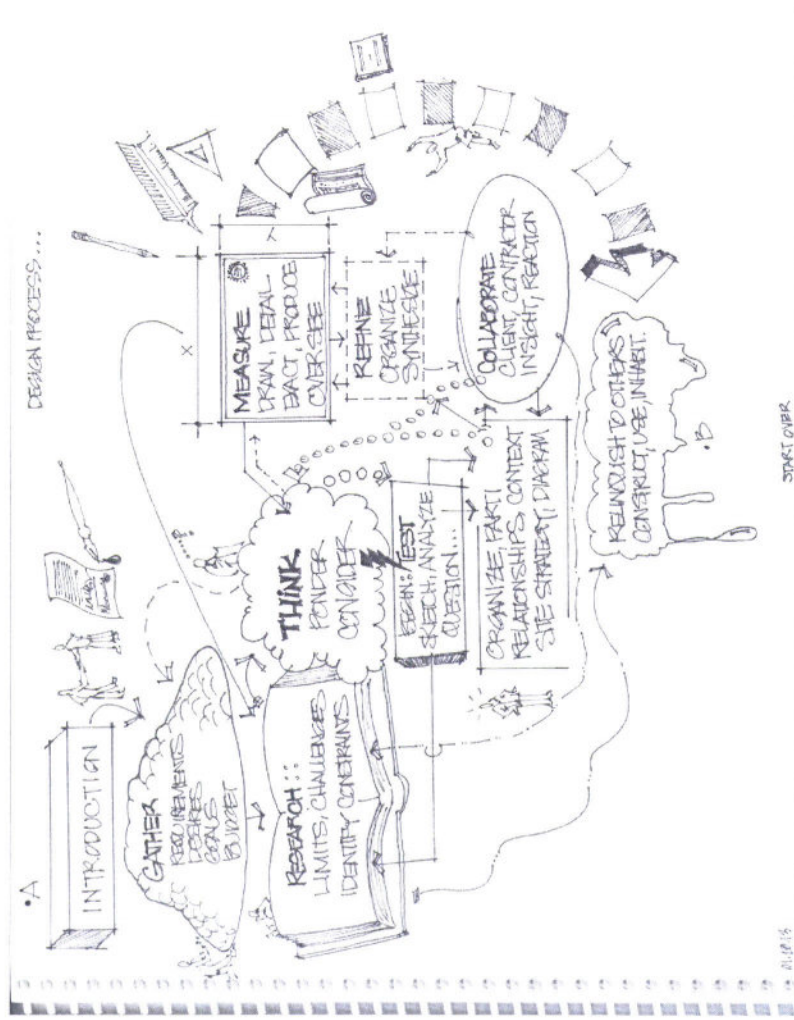 DESIGN PROCESS...
•A
INTRODUCTION
GATHER
REQUIREMENTS
DESIRES
GOALS
BUDGET
RESEARCH::
LIMITS, CHALLENGES
IDENTIFY CONSTRAINTS
THINK
PONDER
CONSIDER
MEASURE
DRAW, DETAIL
EXACT, PRODUCE
OVERSEE
X
Y
REFINE
ORGANIZE
SYNTHESIZE
BEGIN: TEST
SKETCH, ANALYZE
QUESTION...
ORGANIZE, PARTI
RELATIONSHIPS, CONTEXT
SITE STRATEGY, DIAGRAM
COLLABORATE
CLIENT, CONTRACTOR
INSIGHT, REACTION
RELINQUISH TO OTHERS
CONSTRUCT, USE, INHABIT.
•B
START OVER